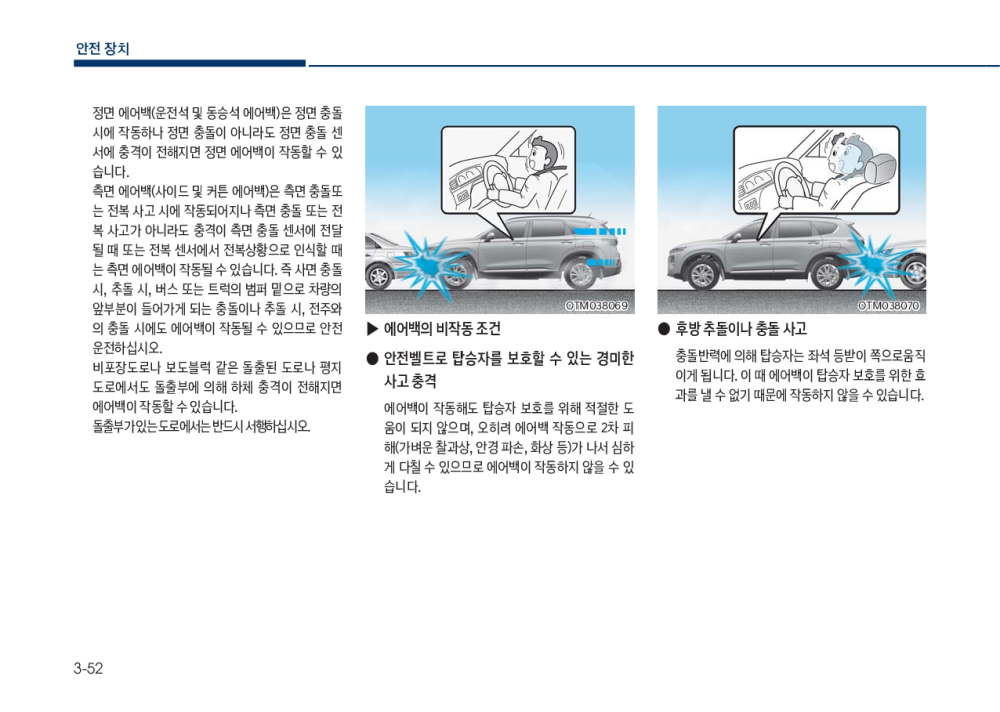 안전 장치
정면 에어백(운전석 및 동승석 에어백)은 정면 충돌
시에 작동하나 정면 충돌이 아니라도 정면 충돌 센
서에 충격이 전해지면 정면 에어백이 작동할 수 있
습니다.
측면 에어백(사이드 및 커튼 에어백)은 측면 충돌또
는 전복 사고 시에 작동되어지나 측면 충돌 또는 전
복 사고가 아니라도 충격이 측면 충돌 센서에 전달
될 때 또는 전복 센서에서 전복상황으로 인식할 때
는 측면 에어백이 작동될 수 있습니다. 즉 사면 충돌
시, 추돌 시, 버스 또는 트럭의 범퍼 밑으로 차량의
앞부분이 들어가게 되는 충돌이나 추돌 시, 전주와
의 충돌 시에도 에어백이 작동될 수 있으므로 안전
운전하십시오.
비포장도로나 보도블럭 같은 돌출된 도로나 평지
도로에서도 돌출부에 의해 하체 충격이 전해지면
에어백이 작동할 수 있습니다.
돌출부가 있는 도로에서는 반드시 서행하십시오.
OTM038069
▶ 에어백의 비작동 조건
● 안전벨트로 탑승자를 보호할 수 있는 경미한
사고 충격
에어백이 작동해도 탑승자 보호를 위해 적절한 도
움이 되지 않으며, 오히려 에어백 작동으로 2차 피
해(가벼운 찰과상, 안경 파손, 화상 등)가 나서 심하
게 다칠 수 있으므로 에어백이 작동하지 않을 수 있
습니다.
OTM038070
● 후방 추돌이나 충돌 사고
충돌반력에 의해 탑승자는 좌석 등받이 쪽으로움직
이게 됩니다. 이 때 에어백이 탑승자 보호를 위한 효
과를 낼 수 없기 때문에 작동하지 않을 수 있습니다.
3-52